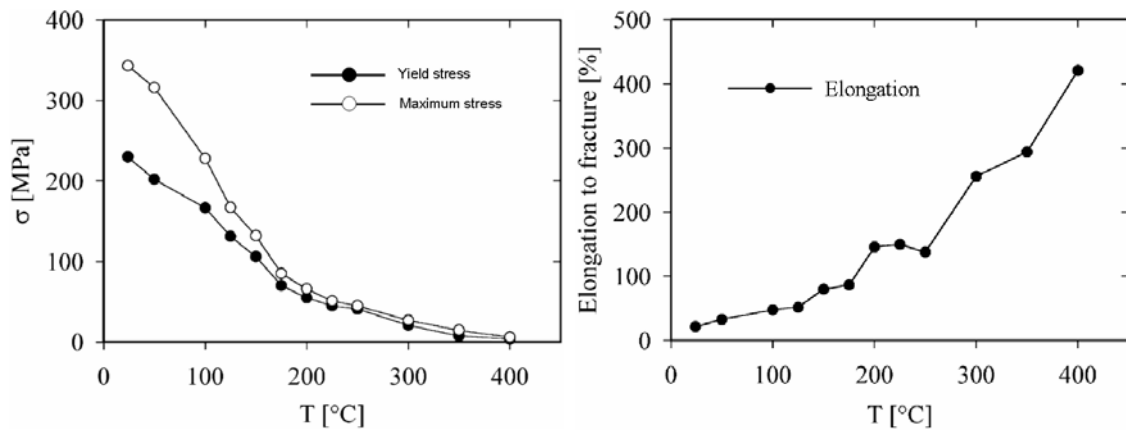 400
300
200
100
0
σ [MPa]
Yield stress
Maximum stress
0 100 200 300 400
T [°C]
500
400
300
200
100
0
Elongation to fracture [%]
Elongation
0 100 200 300 400
T [°C]